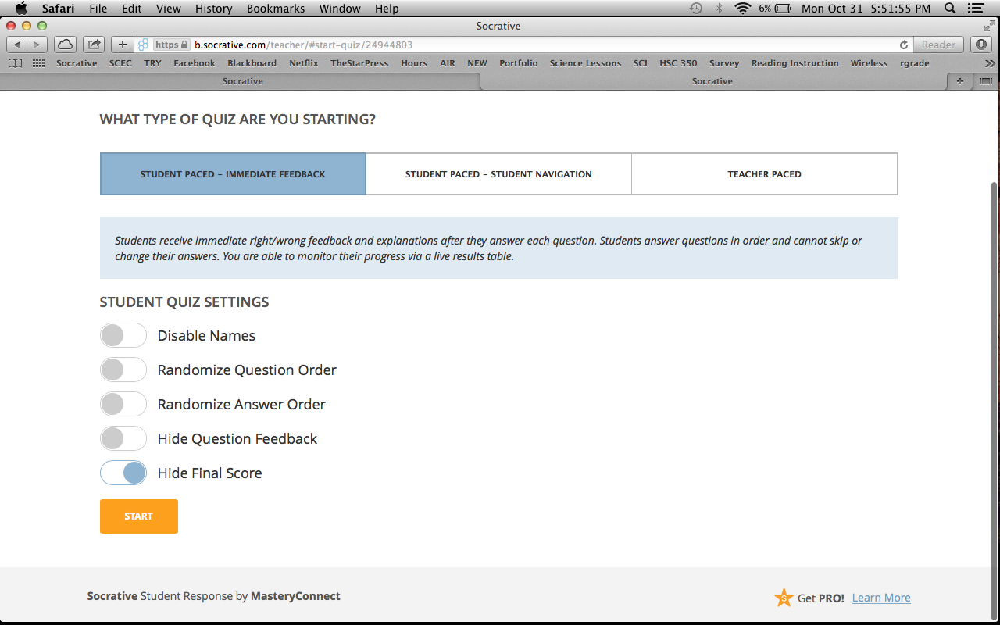 Safari File Edit View History Bookmarks Window Help 6% Mon Oct 31 5:51:55 PM
Socrative
https b.socrative.com/teacher/#start-quiz/24944803 Reader
Socrative SCEC TRY Facebook Blackboard Netflix TheStarPress Hours AIR NEW Portfolio Science Lessons SCI HSC 350 Survey Reading Instruction Wireless rgrade
Socrative Socrative
WHAT TYPE OF QUIZ ARE YOU STARTING?
STUDENT PACED – IMMEDIATE FEEDBACK STUDENT PACED – STUDENT NAVIGATION TEACHER PACED
Students receive immediate right/wrong feedback and explanations after they answer each question. Students answer questions in order and cannot skip or
change their answers. You are able to monitor their progress via a live results table.
STUDENT QUIZ SETTINGS
Disable Names
Randomize Question Order
Randomize Answer Order
Hide Question Feedback
Hide Final Score
START
Socrative Student Response by MasteryConnect S Get PRO! Learn More